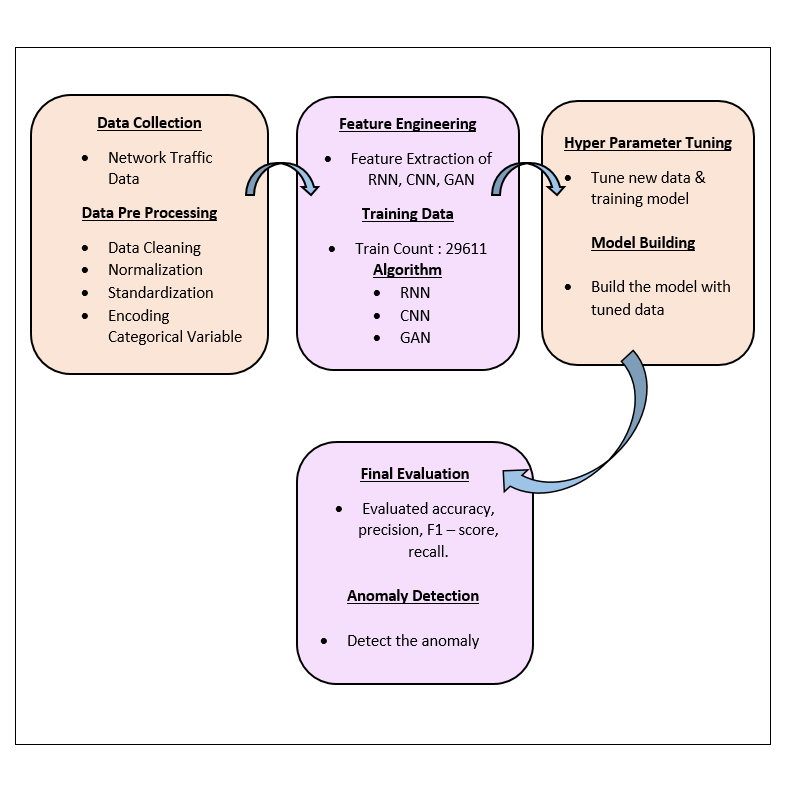 Data Collection
• Network Traffic
Data
Data Pre Processing
• Data Cleaning
• Normalization
• Standardization
• Encoding
Categorical Variable
Feature Engineering
• Feature Extraction of
RNN, CNN, GAN
Training Data
• Train Count : 29611
Algorithm
• RNN
• CNN
• GAN
Hyper Parameter Tuning
• Tune new data &
training model
Model Building
• Build the model with
tuned data
Final Evaluation
• Evaluated accuracy,
precision, F1 – score,
recall.
Anomaly Detection
• Detect the anomaly